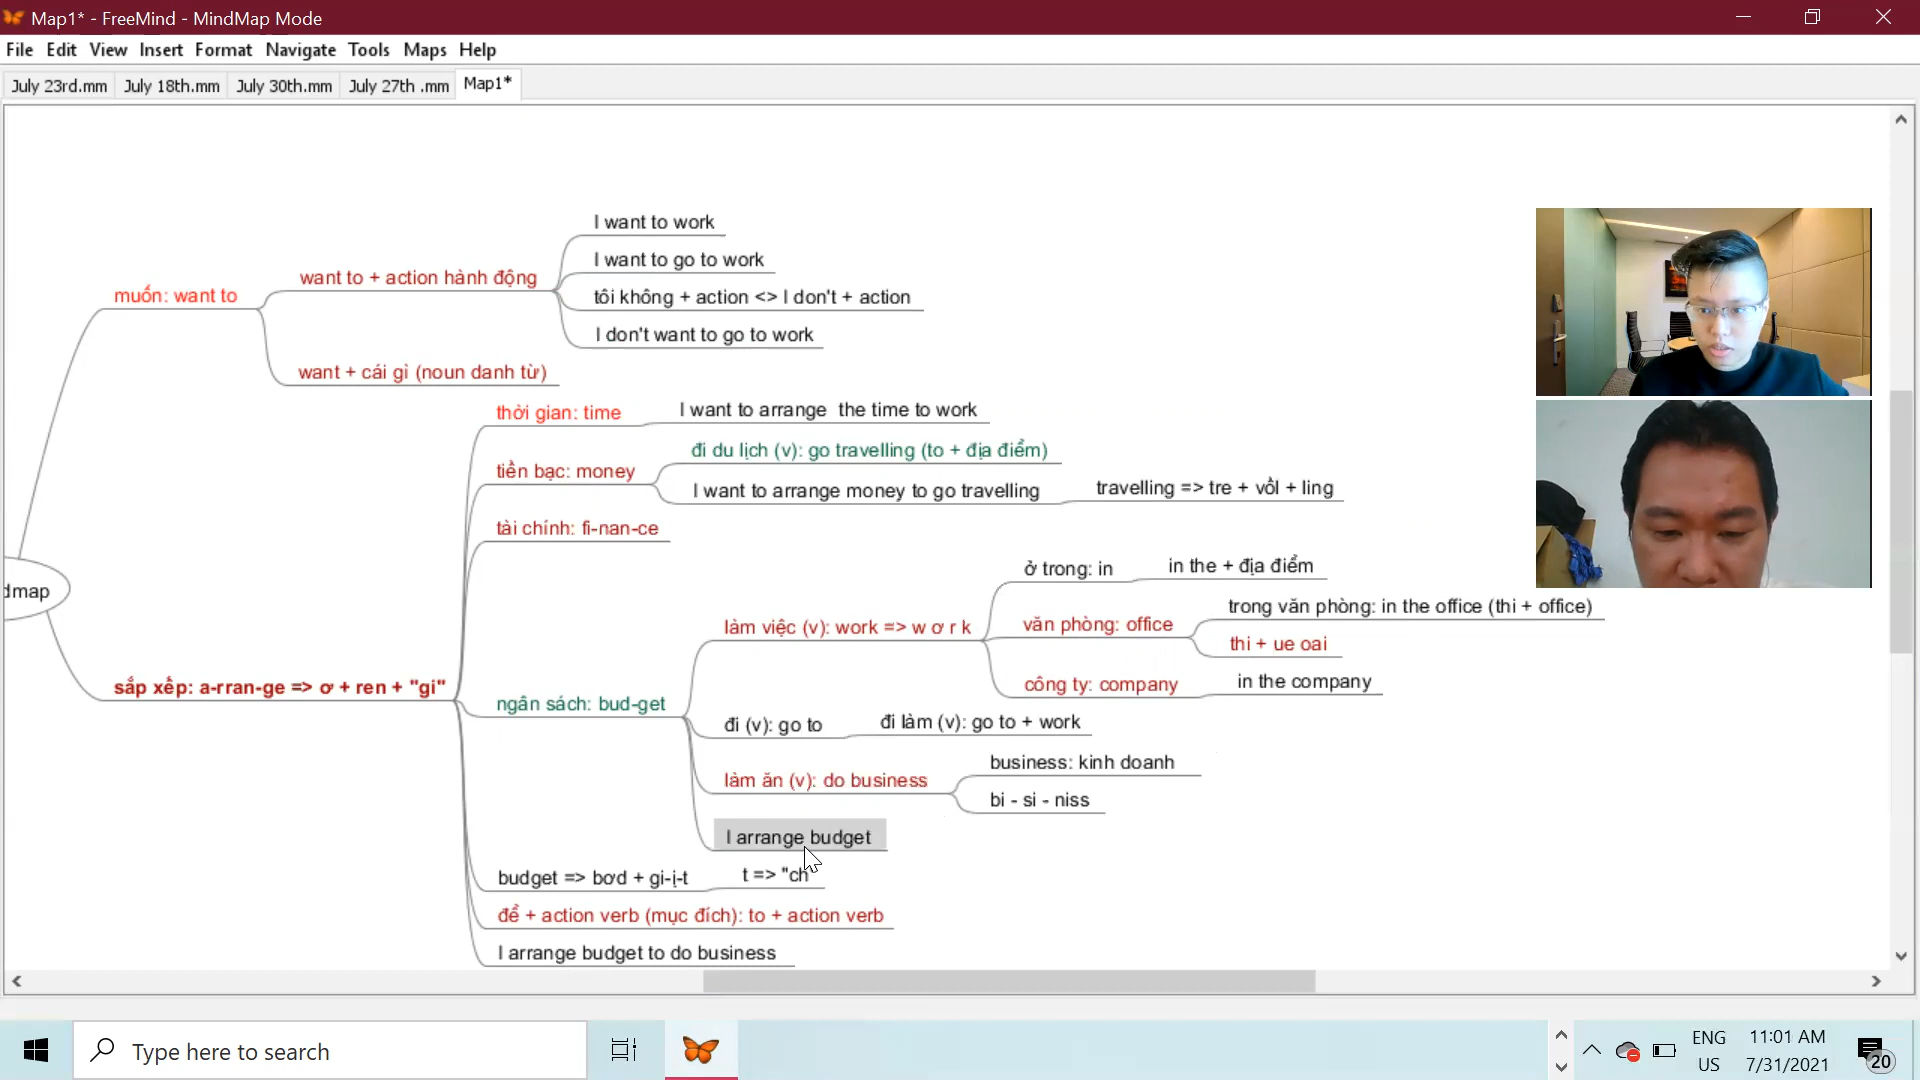 Map1* - FreeMind - MindMap Mode
File Edit View Insert Format Navigate Tools Maps Help
July 23rd.mm July 18th.mm July 30th.mm July 27th .mm Map1*
I want to work
I want to go to work
want to + action hành động
muốn: want to
tôi không + action <> I don't + action
I don't want to go to work
want + cái gì (noun danh từ)
thời gian: time
I want to arrange  the time to work
đi du lịch (v): go travelling (to + địa điểm)
tiền bạc: money
I want to arrange money to go travelling
travelling => tre + vồl + ling
tài chính: fi-nan-ce
ở trong: in
in the + địa điểm
dmap
trong văn phòng: in the office (thi + office)
làm việc (v): work => w ơ r k
văn phòng: office
thi + ue oai
sắp xếp: a-rran-ge => ơ + ren + "gi"
công ty: company
in the company
ngân sách: bud-get
đi (v): go to
đi làm (v): go to + work
business: kinh doanh
làm ăn (v): do business
bi - si - niss
I arrange budget
budget => bơd + gi-ị-t
t => "ch"
để + action verb (mục đích): to + action verb
I arrange budget to do business
Type here to search
ENG
US
11:01 AM
7/31/2021
20